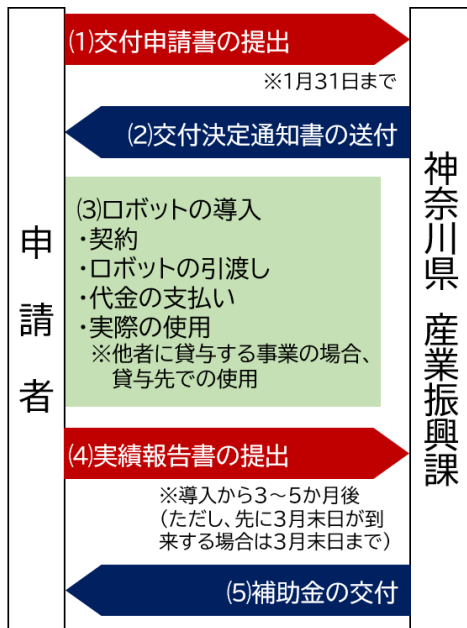 申請者
⑴交付申請書の提出
※1月31日まで
⑵交付決定通知書の送付
⑶ロボットの導入
・契約
・ロボットの引渡し
・代金の支払い
・実際の使用
※他者に貸与する事業の場合、
貸与先での使用
⑷実績報告書の提出
※導入から3～5か月後
(ただし、先に3月末日が到
来する場合は3月末日まで)
⑸補助金の交付
神奈川県 産業振興課